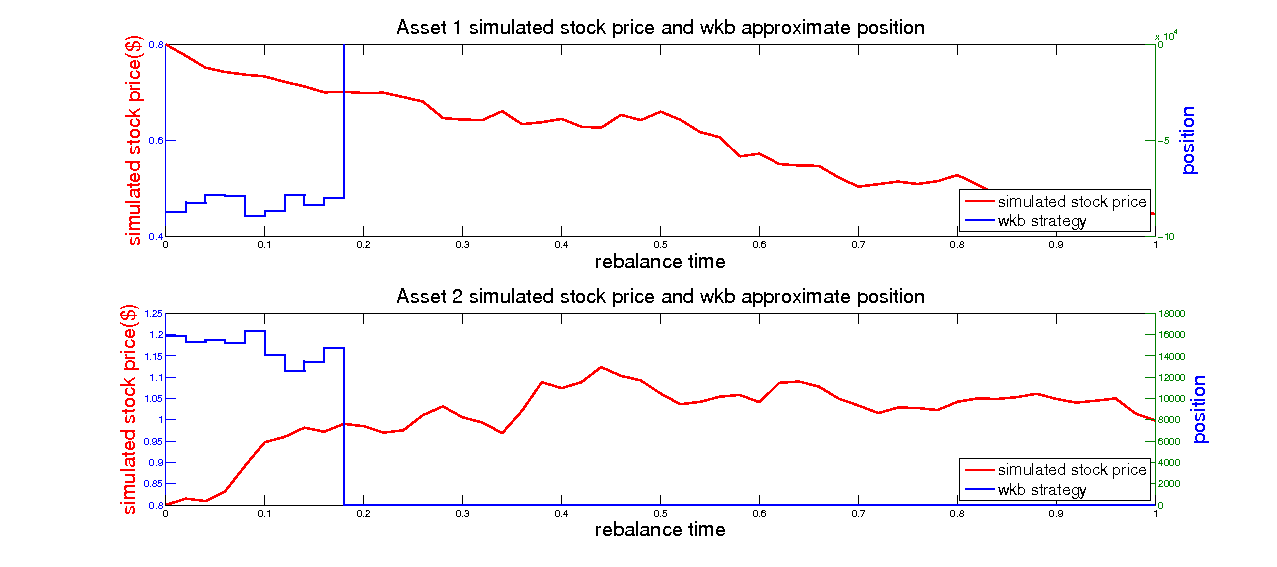 Asset 1 simulated stock price and wkb approximate position
x 10^4
0.8 0
simulated stock price($)
position
0.6 -5
simulated stock price
wkb strategy
0.4 -10
0 0.1 0.2 0.3 0.4 0.5 0.6 0.7 0.8 0.9 1
rebalance time
Asset 2 simulated stock price and wkb approximate position
simulated stock price($)
position
1.25 18000
1.2 16000
1.15 14000
1.1 12000
1.05 10000
1 8000
0.95 6000
0.9 4000
0.85 2000
0.8 0
simulated stock price
wkb strategy
0 0.1 0.2 0.3 0.4 0.5 0.6 0.7 0.8 0.9 1
rebalance time